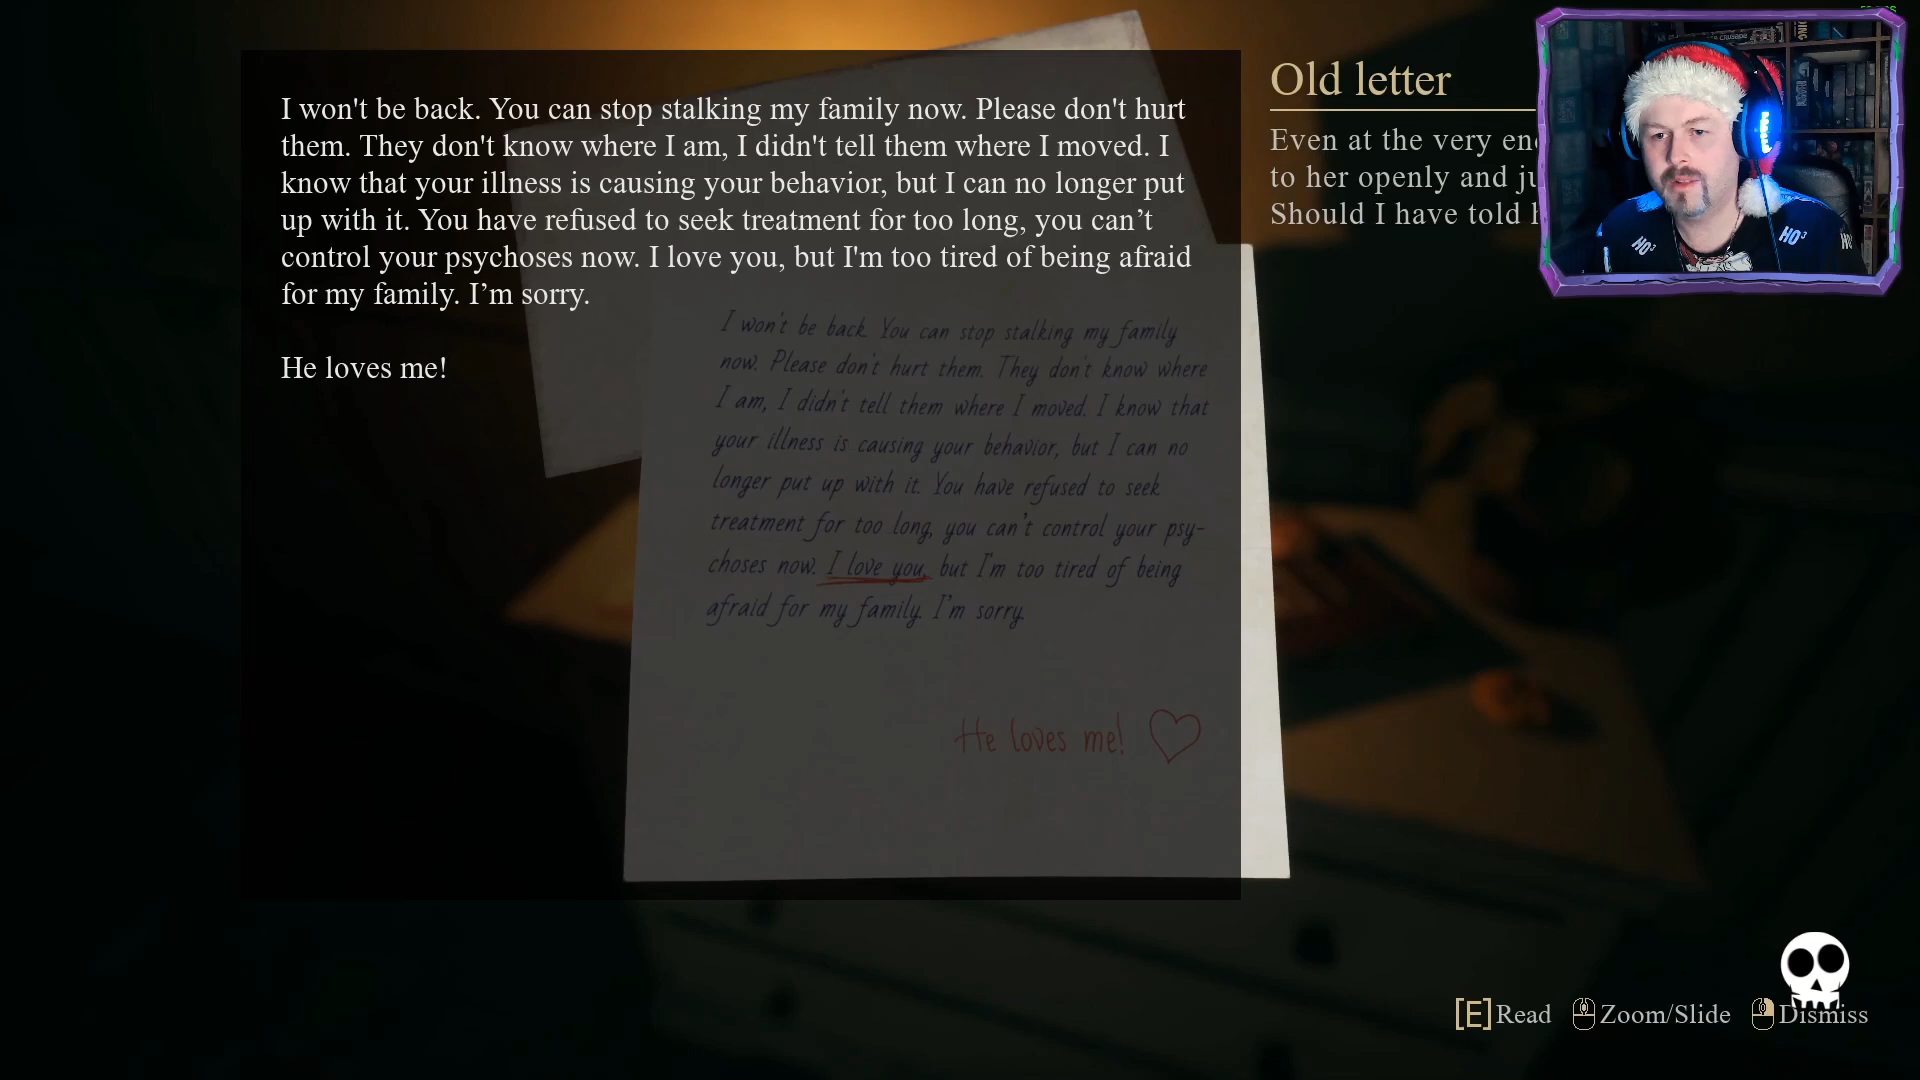 I won't be back. You can stop stalking my family now. Please don't hurt
them. They don't know where I am, I didn't tell them where I moved. I
know that your illness is causing your behavior, but I can no longer put
up with it. You have refused to seek treatment for too long, you can’t
control your psychoses now. I love you, but I'm too tired of being afraid
for my family. I’m sorry.
He loves me!
I won't be back. You can stop stalking my family
now. Please don't hurt them. They don't know where
I am, I didn't tell them where I moved. I know that
your illness is causing your behavior, but I can no
longer put up with it. You have refused to seek
treatment for too long, you can't control your psy-
choses now. I love you, but I'm too tired of being
afraid for my family. I'm sorry.
He loves me!
Old letter
Even at the very
to her openly and
Should I have told
HO³
HO³
[E] Read
Zoom/Slide
Dismiss